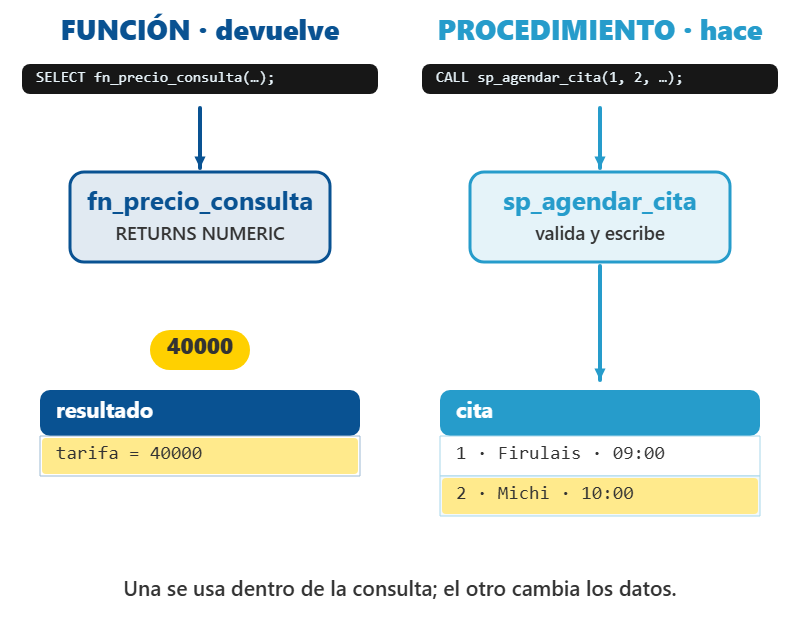 FUNCIÓN · devuelve
SELECT fn_precio_consulta(…);
fn_precio_consulta
RETURNS NUMERIC
40000
resultado
tarifa = 40000
PROCEDIMIENTO · hace
CALL sp_agendar_cita(1, 2, …);
sp_agendar_cita
valida y escribe
cita
1 · Firulais · 09:00
2 · Michi · 10:00
Una se usa dentro de la consulta; el otro cambia los datos.